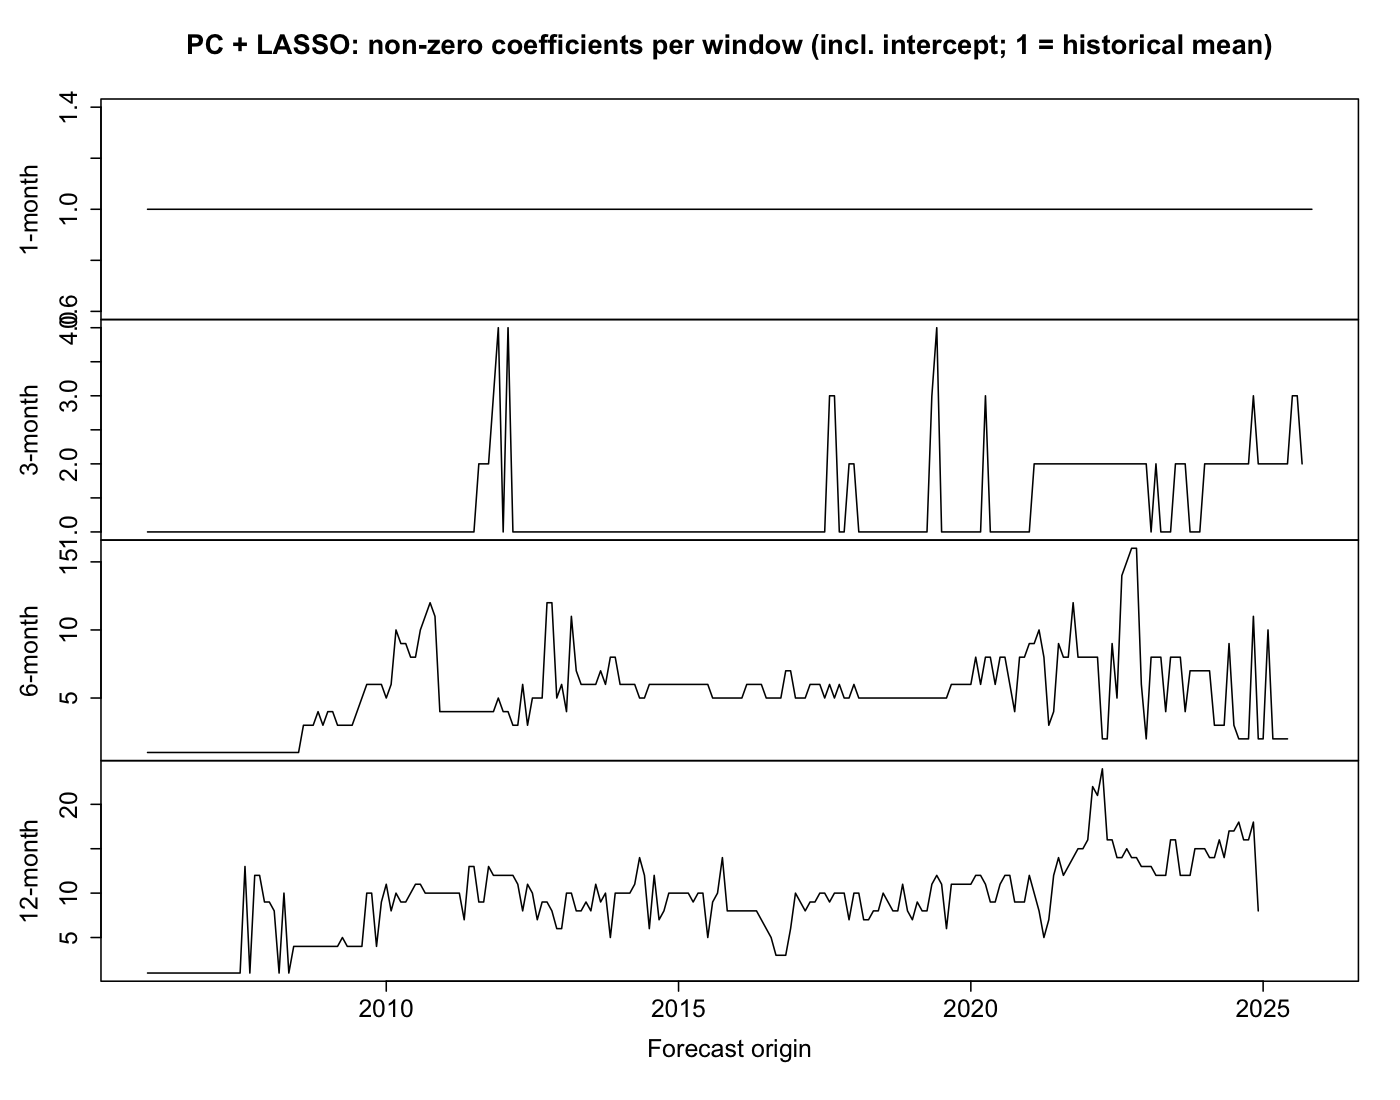 PC + LASSO: non-zero coefficients per window (incl. intercept; 1 = historical mean)
1-month
1.4
1.0
0.6
3-month
4.0
3.0
2.0
1.0
6-month
15
10
5
12-month
20
10
5
2010 2015 2020 2025
Forecast origin